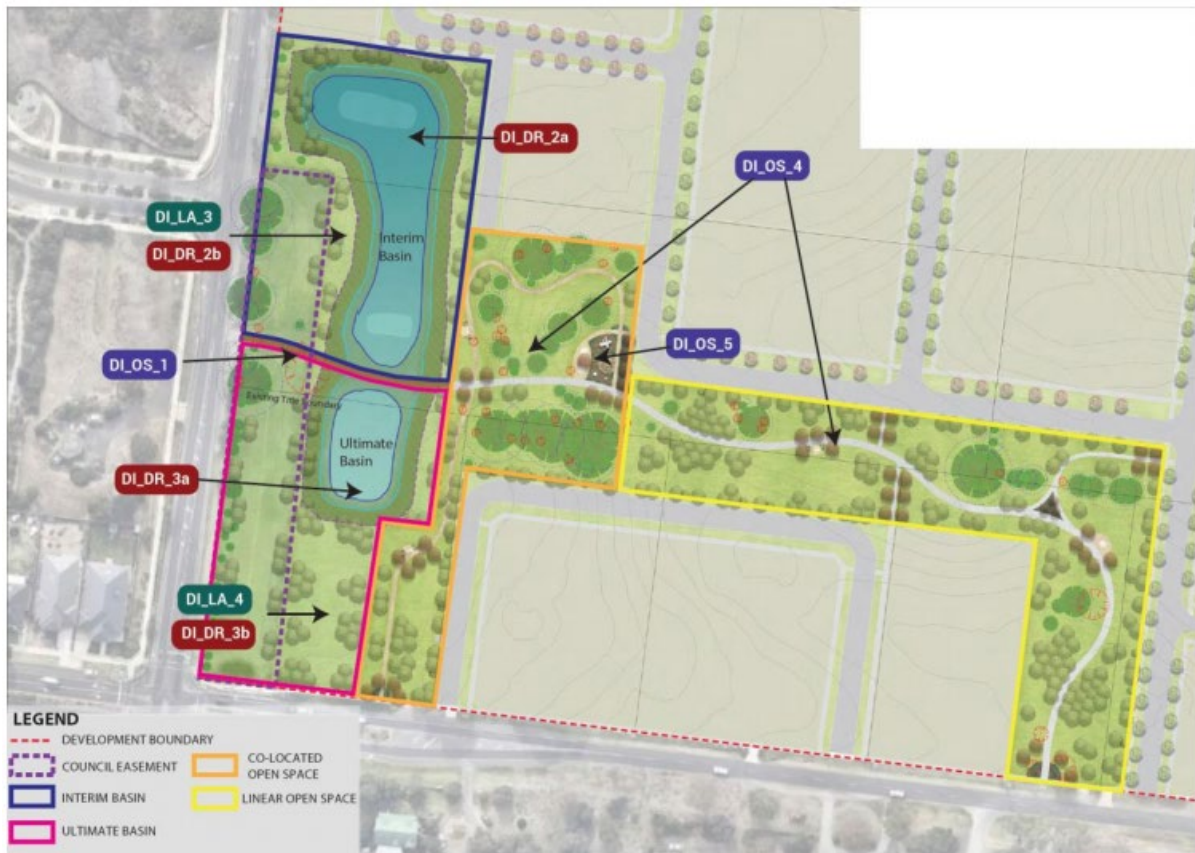 DI_DR_2a
DI_OS_4
DI_LA_3
DI_DR_2b
Interim
Basin
DI_OS_1
DI_OS_5
Existing Title Boundary
Ultimate
Basin
DI_DR_3a
DI_LA_4
DI_DR_3b
LEGEND
DEVELOPMENT BOUNDARY
COUNCIL EASEMENT
CO-LOCATED
OPEN SPACE
INTERIM BASIN
LINEAR OPEN SPACE
ULTIMATE BASIN